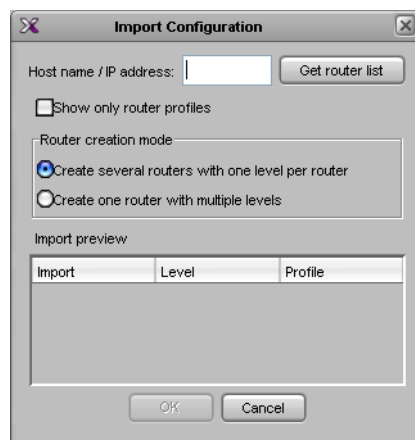 Import Configuration
Host name / IP address: Get router list
Show only router profiles
Router creation mode
Create several routers with one level per router
Create one router with multiple levels
Import preview
Import Level Profile
OK Cancel